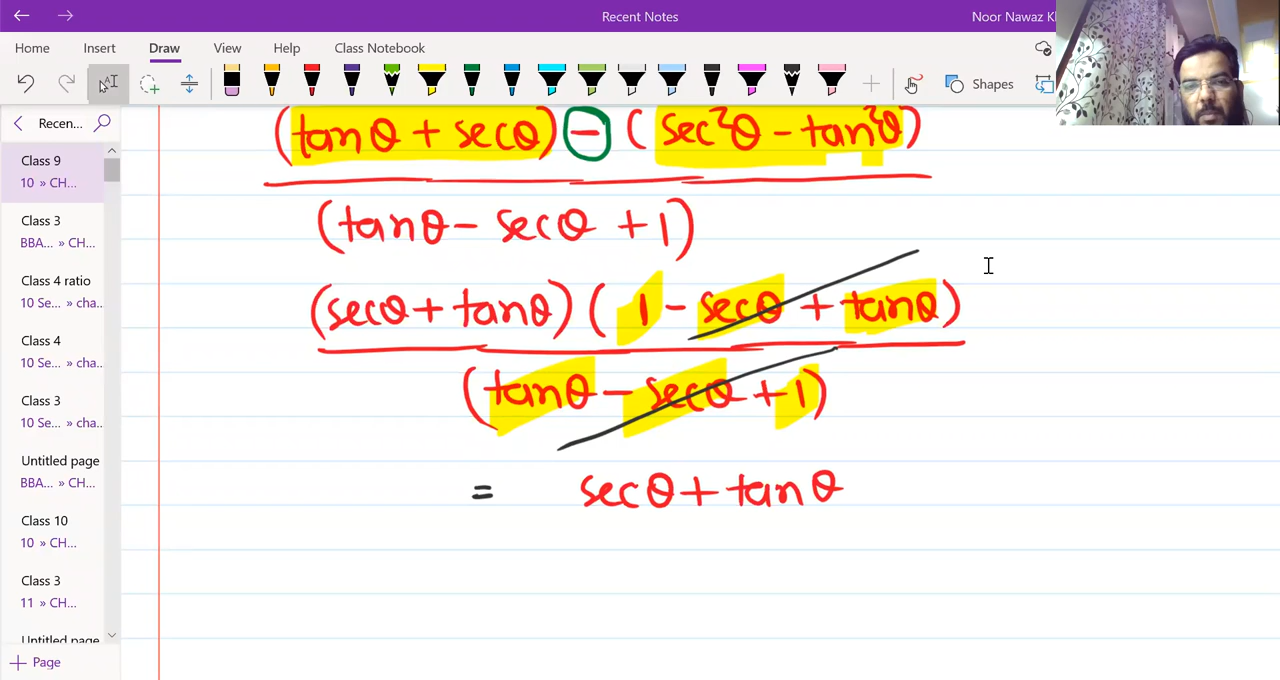 Recent Notes
Noor Nawaz Kh
Home Insert Draw View Help Class Notebook
Shapes
Recen...
Class 9
10 » CH...
Class 3
BBA... » CH...
Class 4 ratio
10 Se... » cha...
Class 4
10 Se... » cha...
Class 3
10 Se... » cha...
Untitled page
BBA... » CH...
Class 10
10 » CH...
Class 3
11 » CH...
Untitled page
+ Page
(tanθ + secθ) - (sec²θ - tan²θ)
(tanθ - secθ + 1)
(secθ + tanθ) ( 1 - secθ + tanθ)
(tanθ - secθ + 1)
= secθ + tanθ